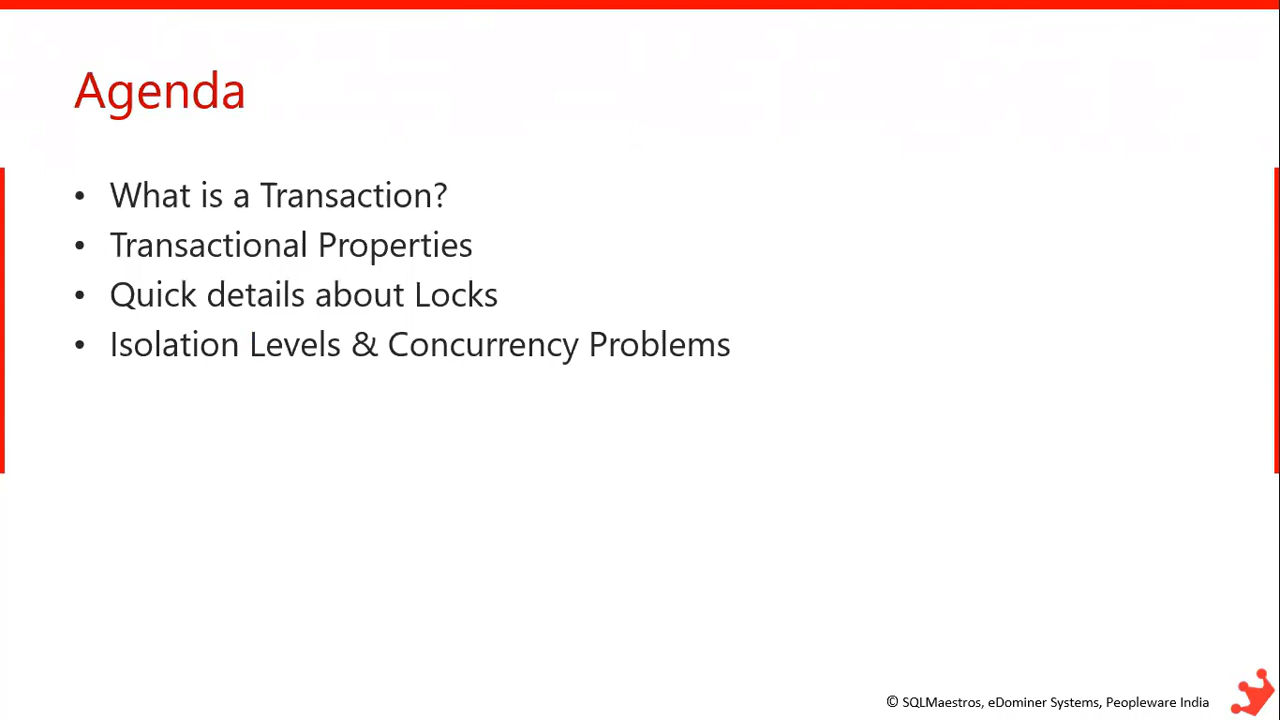 Agenda
• What is a Transaction?
• Transactional Properties
• Quick details about Locks
• Isolation Levels & Concurrency Problems
© SQLMaestros, eDominer Systems, Peopleware India